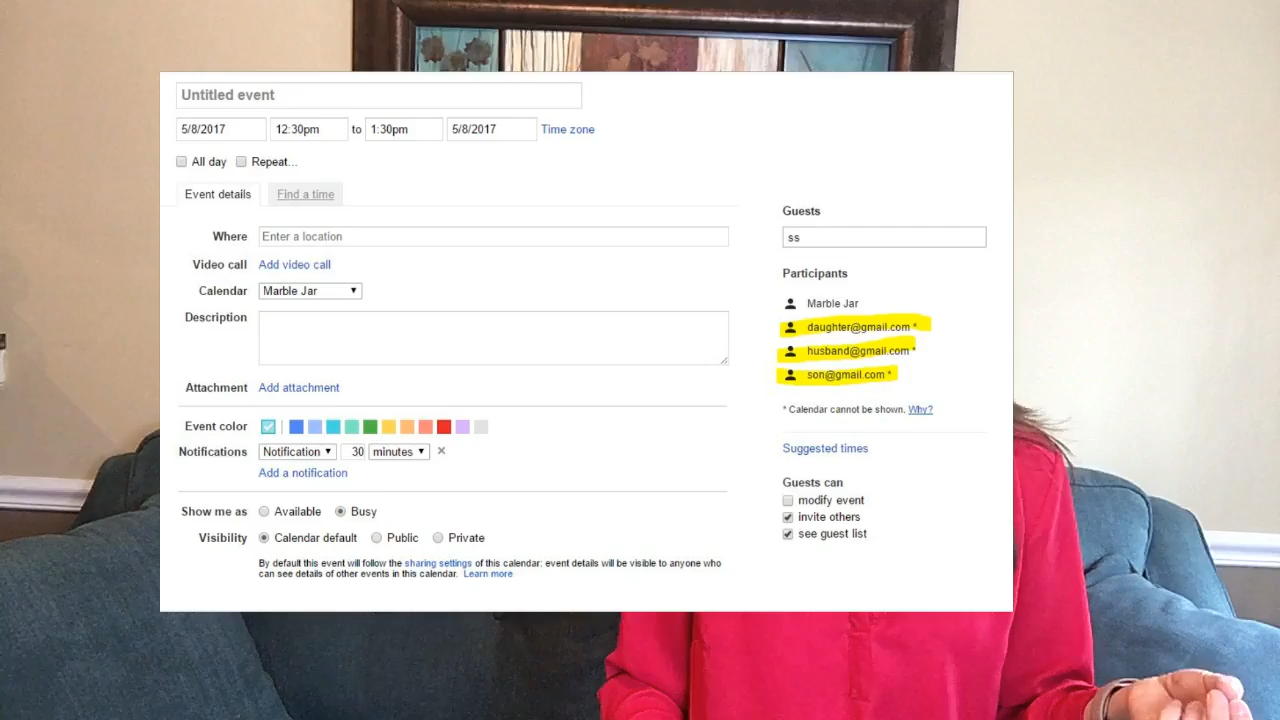 Untitled event
5/8/2017 12:30pm to 1:30pm 5/8/2017 Time zone
All day Repeat...
Event details Find a time
Where Enter a location
Video call Add video call
Calendar Marble Jar
Description
Attachment Add attachment
Event color
Notifications Notification 30 minutes
Add a notification
Show me as Available Busy
Visibility Calendar default Public Private
By default this event will follow the sharing settings of this calendar: event details will be visible to anyone who
can see details of other events in this calendar. Learn more
Guests
ss
Participants
Marble Jar
daughter@gmail.com *
husband@gmail.com *
son@gmail.com *
* Calendar cannot be shown. Why?
Suggested times
Guests can
modify event
invite others
see guest list